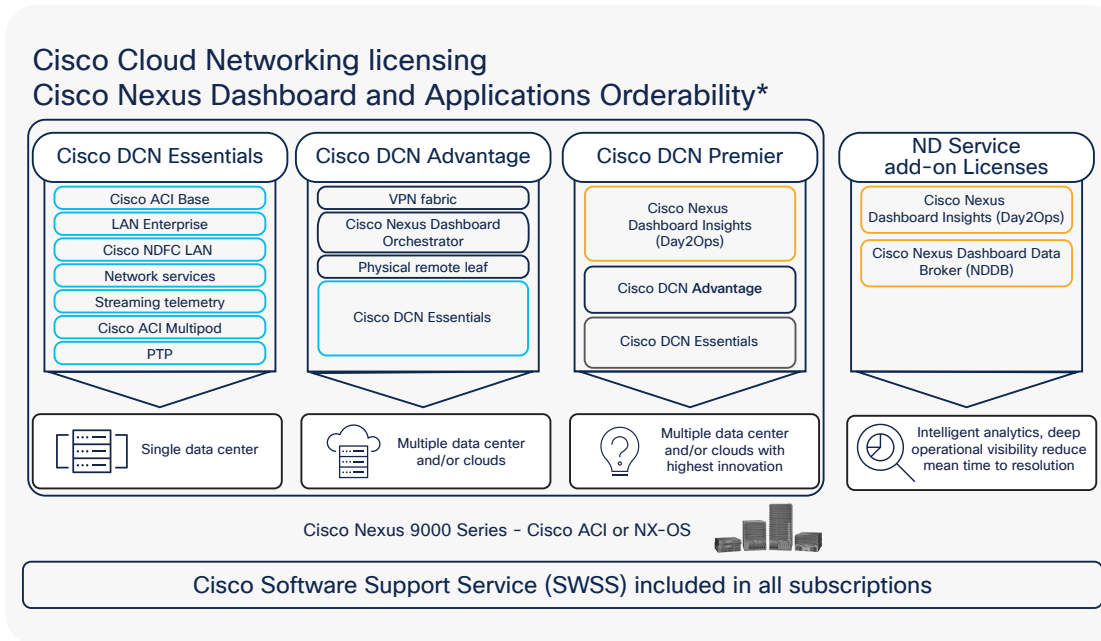 Cisco Cloud Networking licensing
Cisco Nexus Dashboard and Applications Orderability*
Cisco DCN Essentials
Cisco ACI Base
LAN Enterprise
Cisco NDFC LAN
Network services
Streaming telemetry
Cisco ACI Multipod
PTP
Single data center
Cisco DCN Advantage
VPN fabric
Cisco Nexus Dashboard
Orchestrator
Physical remote leaf
Cisco DCN Essentials
Multiple data center
and/or clouds
Cisco DCN Premier
Cisco Nexus
Dashboard Insights
(Day2Ops)
Cisco DCN Advantage
Cisco DCN Essentials
Multiple data center
and/or clouds with
highest innovation
ND Service
add-on Licenses
Cisco Nexus
Dashboard Insights (Day2Ops)
Cisco Nexus Dashboard Data
Broker (NDDB)
Intelligent analytics, deep
operational visibility reduce
mean time to resolution
Cisco Nexus 9000 Series - Cisco ACI or NX-OS
Cisco Software Support Service (SWSS) included in all subscriptions